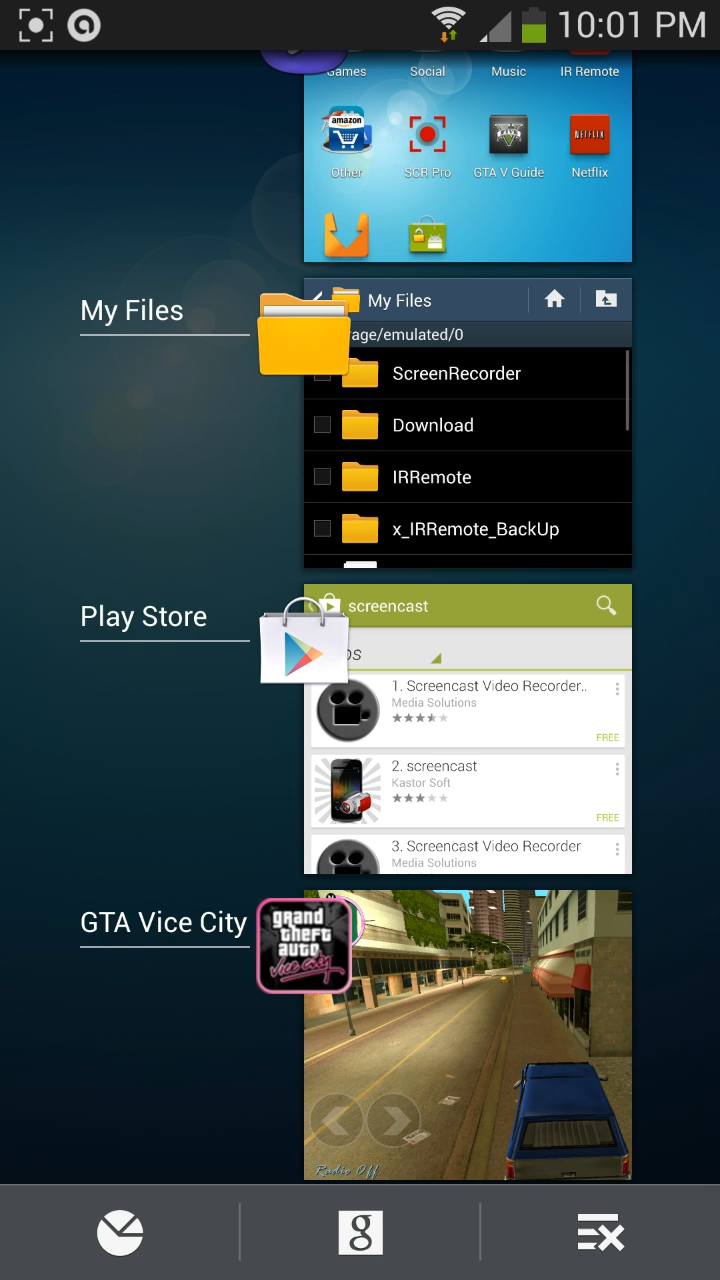 10:01 PM
Games Social Music IR Remote
amazon
NETFLIX
Other SCR Pro GTA V Guide Netflix
My Files
My Files
age/emulated/0
ScreenRecorder
Download
IRRemote
x_IRRemote_BackUp
Play Store
screencast
1. Screencast Video Recorder..
Media Solutions
FREE
2. screencast
Kastor Soft
FREE
3. Screencast Video Recorder
Media Solutions
GTA Vice City
grand
theft
auto
Vice City
Radio Off
g